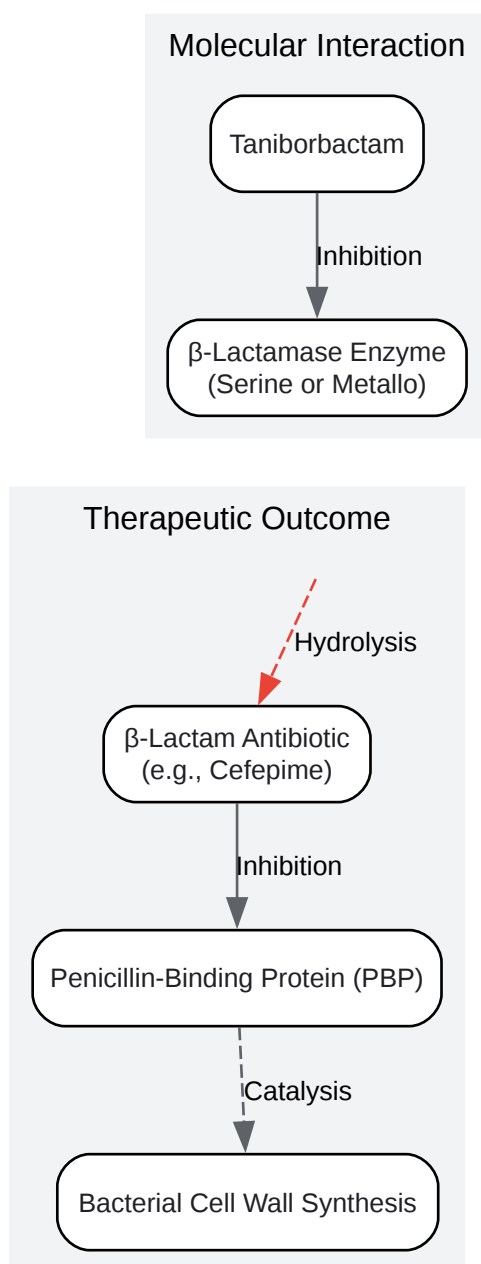 Molecular Interaction
Taniborbactam
Inhibition
β-Lactamase Enzyme
(Serine or Metallo)
Therapeutic Outcome
Hydrolysis
β-Lactam Antibiotic
(e.g., Cefepime)
Inhibition
Penicillin-Binding Protein (PBP)
Catalysis
Bacterial Cell Wall Synthesis